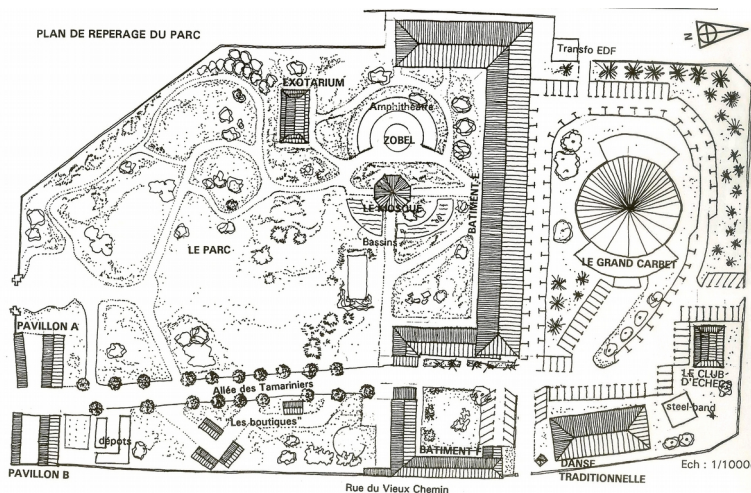 PLAN DE REPERAGE DU PARC
N
Transfo EDF
EXOTARIUM
Amphithéatre
ZOBEL
LE KIOSQUE
BATIMENT E
LE PARC
Bassins
LE GRAND CARBET
PAVILLON A
Allée des Tamariniers
LE CLUB
D'ECHECS
steel-band
Les boutiques
dépots
BATIMENT F
DANSE
TRADITIONNELLE
Ech : 1/1000
PAVILLON B
Rue du Vieux Chemin